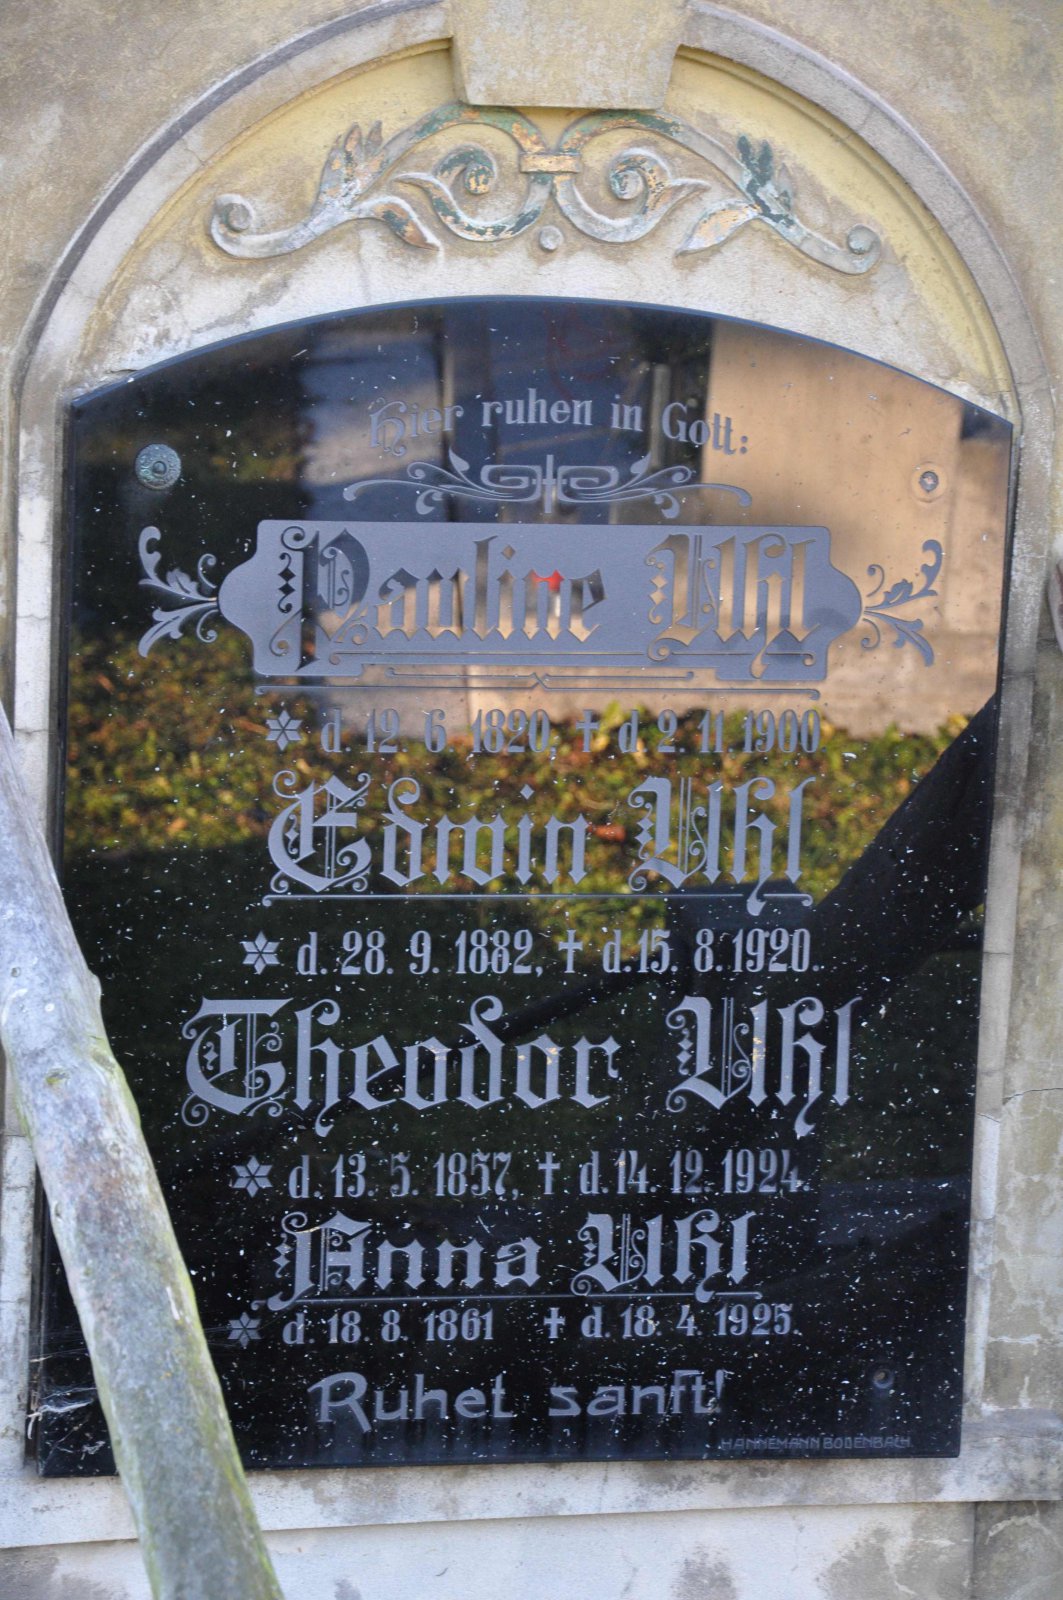 Hier ruhen in Gott:
Pauline Uhl
* d. 12. 6. 1820, † d. 2. 11. 1900.
Edwin Uhl
* d. 28. 9. 1882, † d. 15. 8. 1920.
Theodor Uhl
* d. 13. 5. 1857, † d. 14. 12. 1924.
Anna Uhl
* d. 18. 8. 1861 † d. 18. 4. 1925.
Ruhet sanft!
HANNEMANN BODENBACH